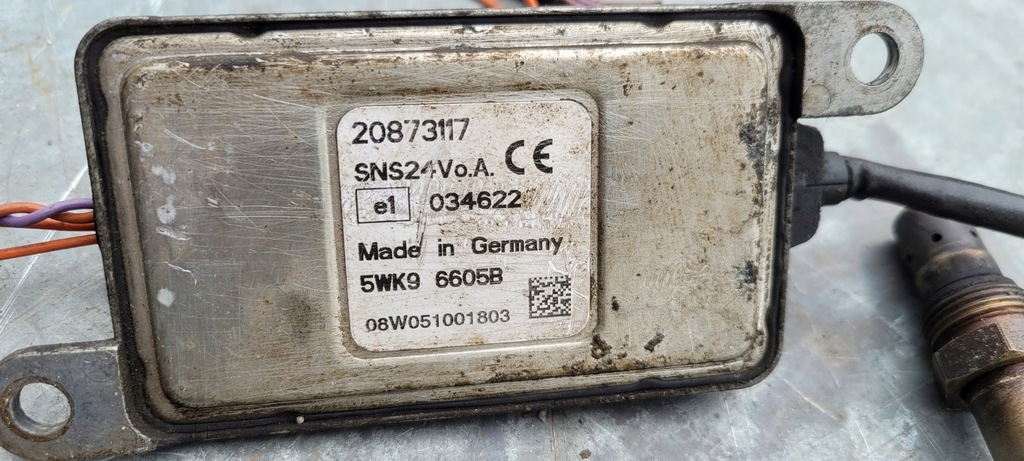 20873117
SNS24Vo.A. CE
e1 034622
Made in Germany
5WK9 6605B
08W051001803